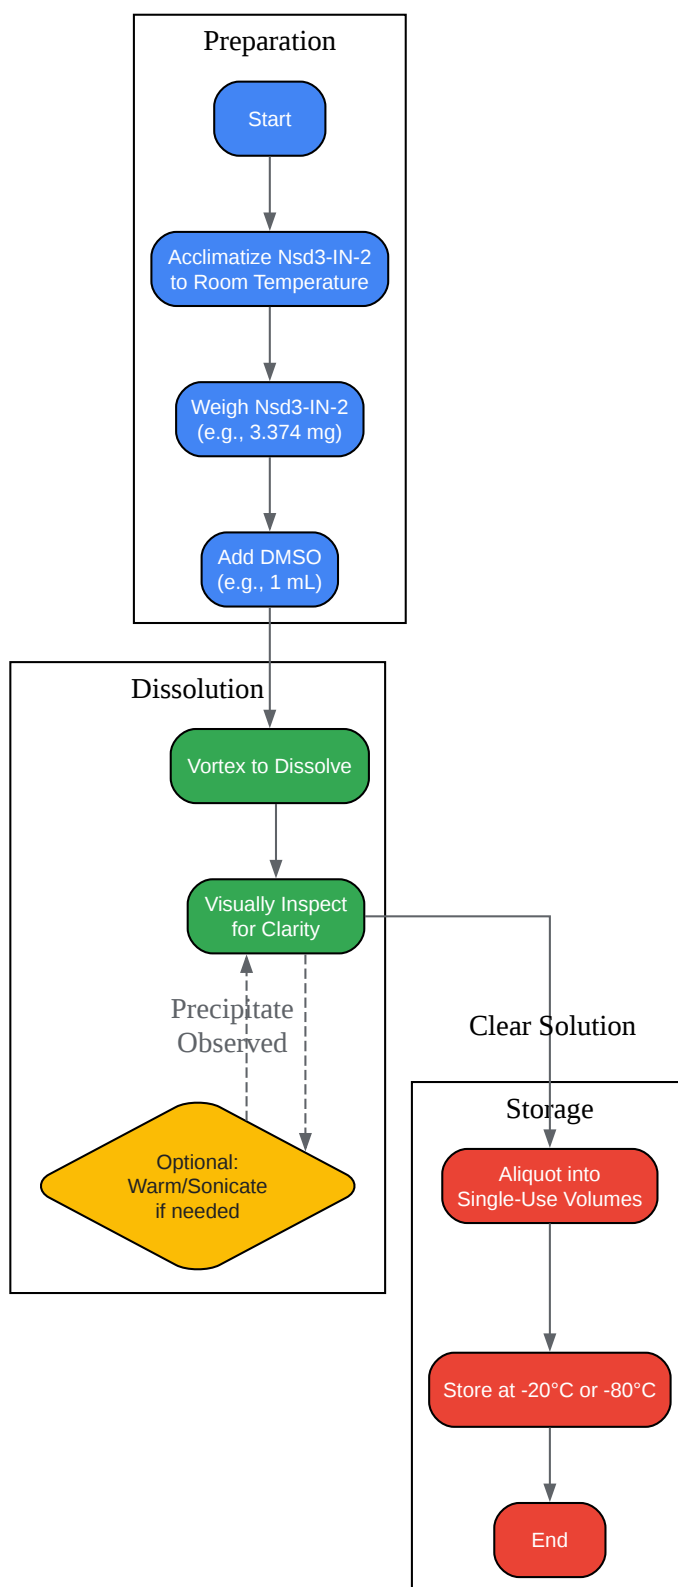 Preparation
Start
Acclimatize Nsd3-IN-2
to Room Temperature
Weigh Nsd3-IN-2
(e.g., 3.374 mg)
Add DMSO
(e.g., 1 mL)
Dissolution
Vortex to Dissolve
Visually Inspect
for Clarity
Precipitate
Observed
Optional:
Warm/Sonicate
if needed
Clear Solution
Storage
Aliquot into
Single-Use Volumes
Store at -20°C or -80°C
End